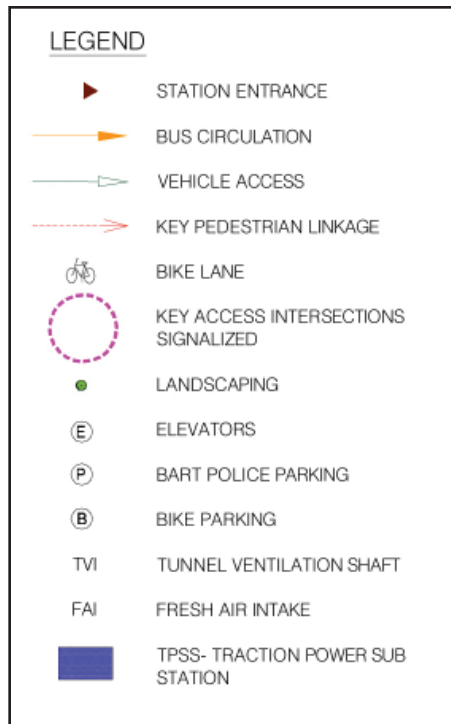 LEGEND
STATION ENTRANCE
BUS CIRCULATION
VEHICLE ACCESS
KEY PEDESTRIAN LINKAGE
BIKE LANE
KEY ACCESS INTERSECTIONS
SIGNALIZED
LANDSCAPING
E ELEVATORS
P BART POLICE PARKING
B BIKE PARKING
TVI TUNNEL VENTILATION SHAFT
FAI FRESH AIR INTAKE
TPSS- TRACTION POWER SUB
STATION